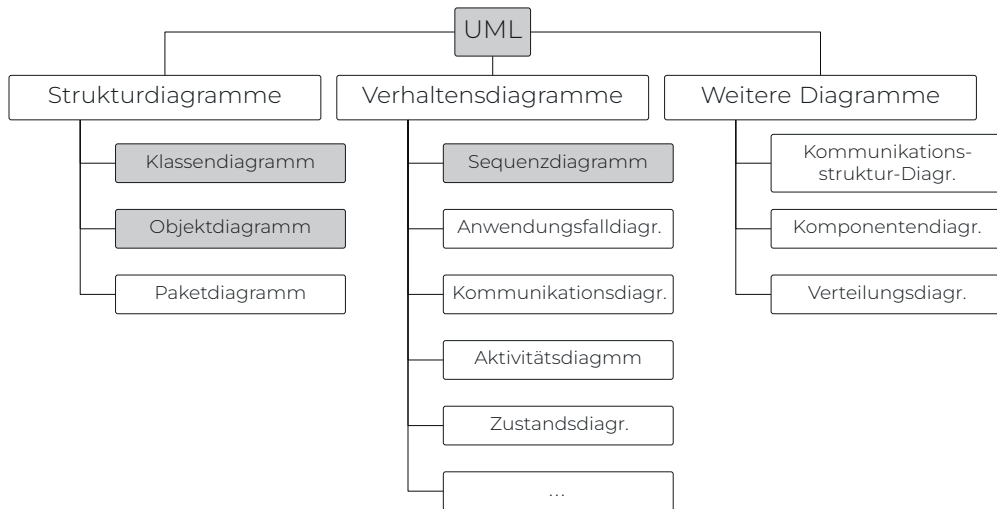 UML
Strukturdiagramme
Verhaltensdiagramme
Weitere Diagramme
Klassendiagramm
Objektdiagramm
Paketdiagramm
Sequenzdiagramm
Anwendungsfalldiagr.
Kommunikationsdiagr.
Aktivitätsdiagmm
Zustandsdiagr.
...
Kommunikations-
struktur-Diagr.
Komponentendiagr.
Verteilungsdiagr.